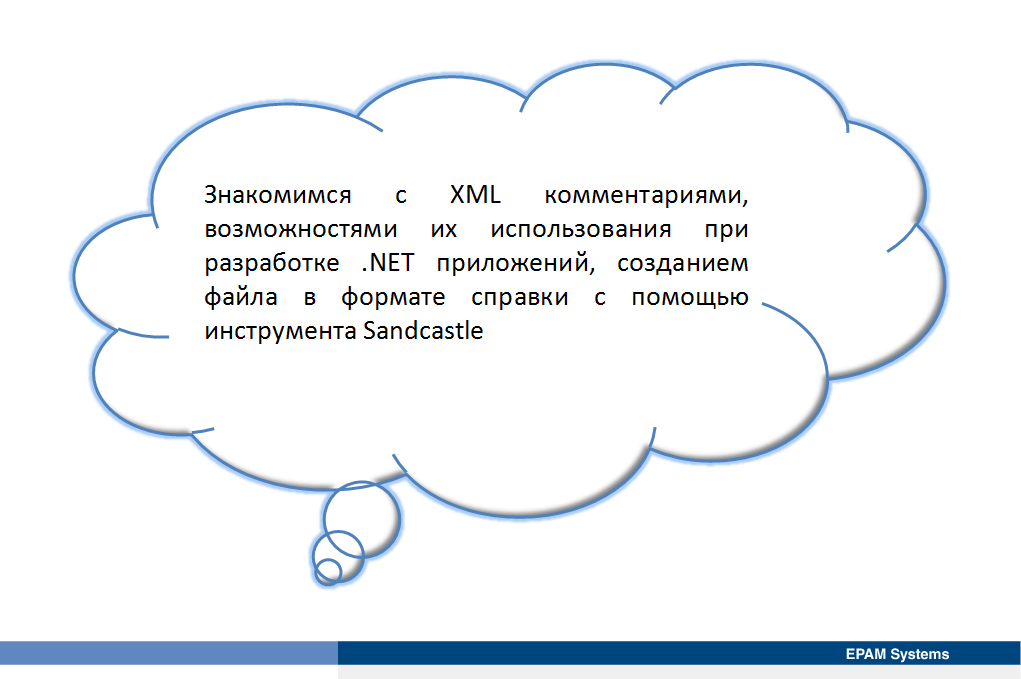 Знакомимся с XML комментариями,
возможностями их использования при
разработке .NET приложений, созданием
файла в формате справки с помощью
инструмента Sandcastle
EPAM Systems